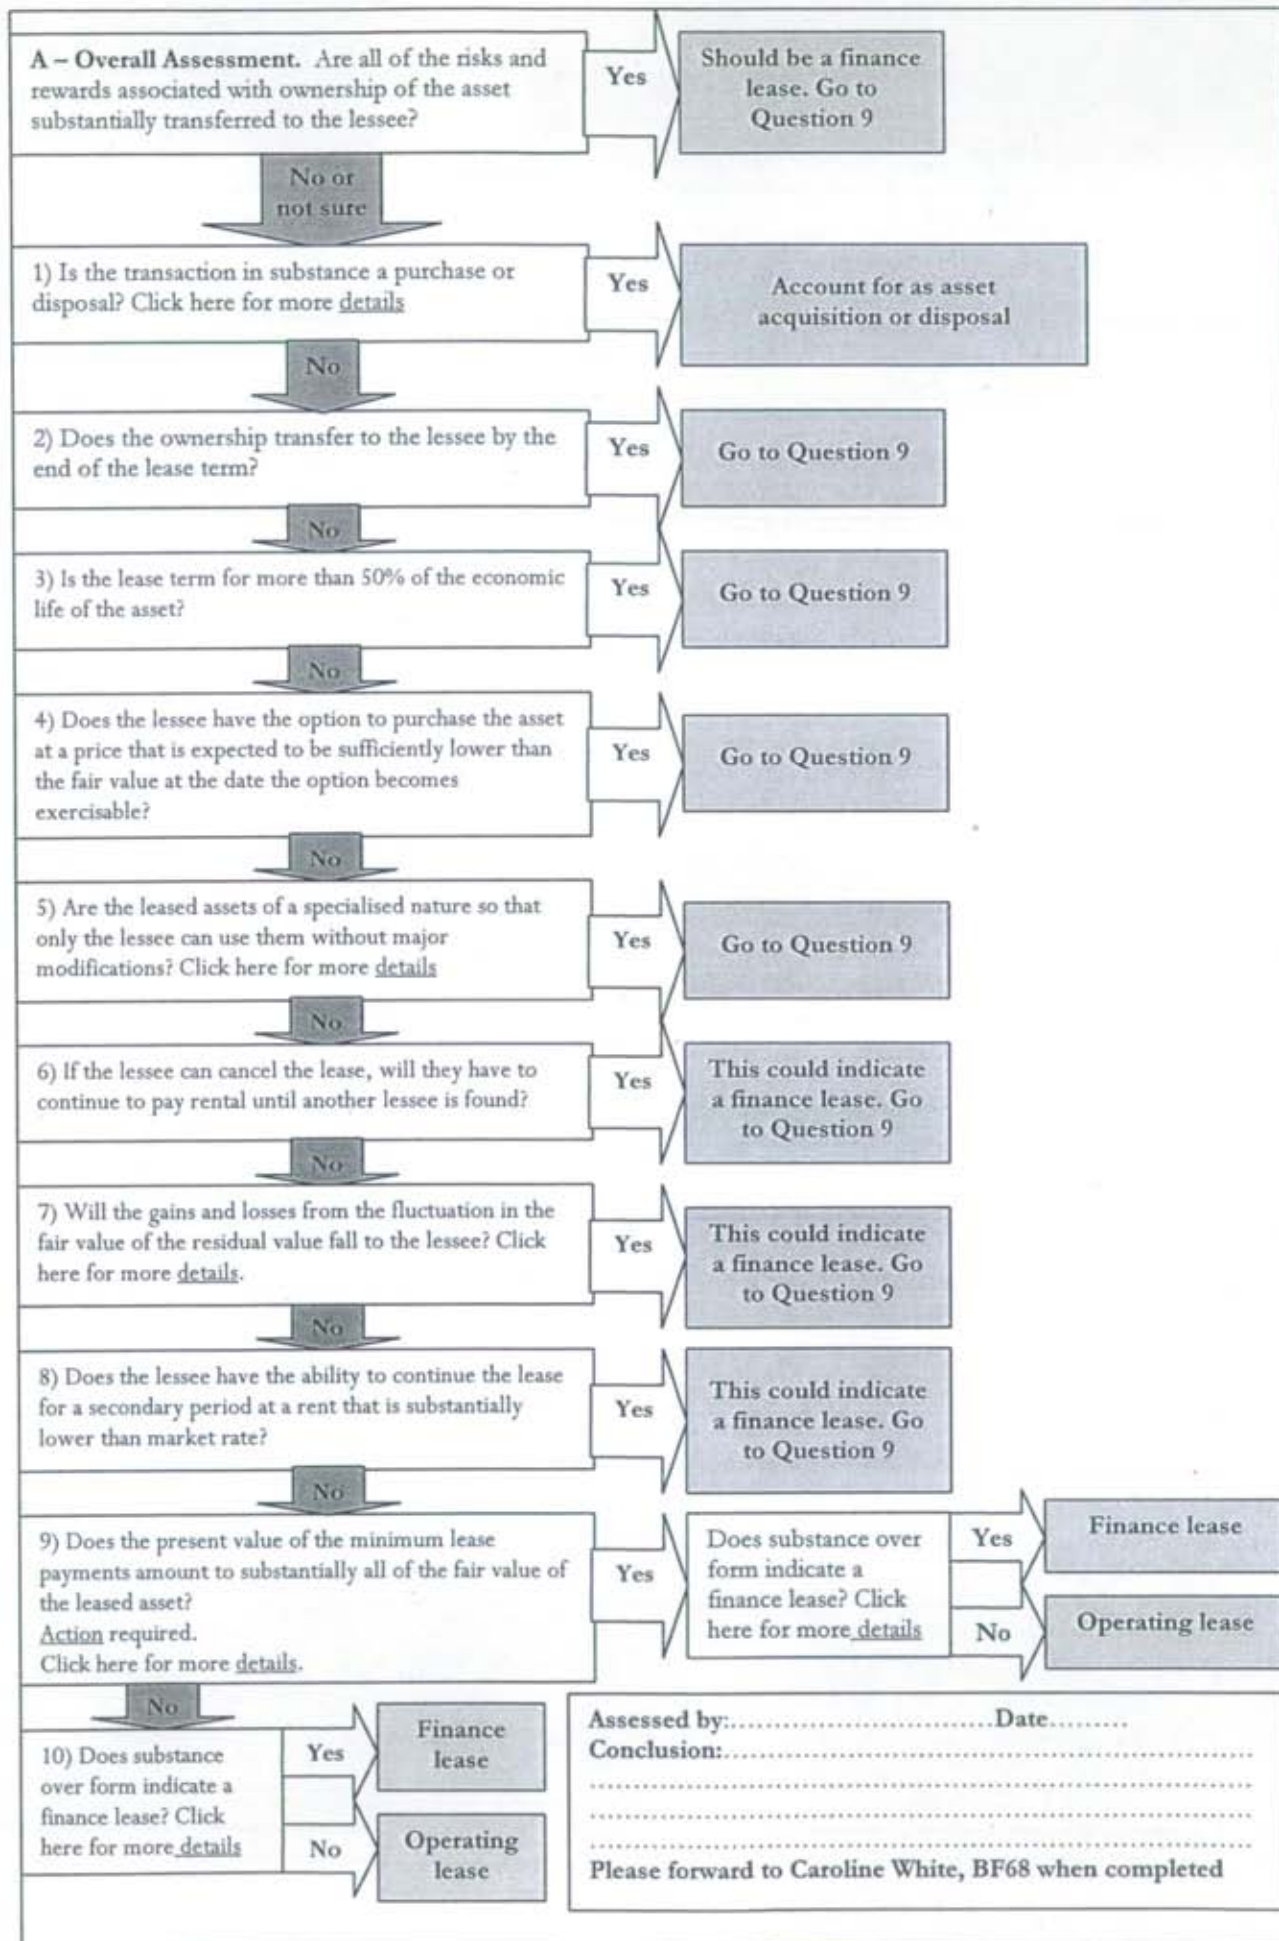 A – Overall Assessment. Are all of the risks and
rewards associated with ownership of the asset
substantially transferred to the lessee?
Yes
Should be a finance
lease. Go to
Question 9
No or
not sure
1) Is the transaction in substance a purchase or
disposal? Click here for more details
Yes
Account for as asset
acquisition or disposal
No
2) Does the ownership transfer to the lessee by the
end of the lease term?
Yes
Go to Question 9
No
3) Is the lease term for more than 50% of the economic
life of the asset?
Yes
Go to Question 9
No
4) Does the lessee have the option to purchase the asset
at a price that is expected to be sufficiently lower than
the fair value at the date the option becomes
exercisable?
Yes
Go to Question 9
No
5) Are the leased assets of a specialised nature so that
only the lessee can use them without major
modifications? Click here for more details
Yes
Go to Question 9
No
6) If the lessee can cancel the lease, will they have to
continue to pay rental until another lessee is found?
Yes
This could indicate
a finance lease. Go
to Question 9
No
7) Will the gains and losses from the fluctuation in the
fair value of the residual value fall to the lessee? Click
here for more details.
Yes
This could indicate
a finance lease. Go
to Question 9
No
8) Does the lessee have the ability to continue the lease
for a secondary period at a rent that is substantially
lower than market rate?
Yes
This could indicate
a finance lease. Go
to Question 9
No
9) Does the present value of the minimum lease
payments amount to substantially all of the fair value of
the leased asset?
Action required.
Click here for more details.
Yes
Does substance over
form indicate a
finance lease? Click
here for more details
Yes
Finance lease
No
Operating lease
No
10) Does substance
over form indicate a
finance lease? Click
here for more details
Yes
Finance
lease
No
Operating
lease
Assessed by:..............................Date.........
Conclusion:............................................................
............................................................................
............................................................................
............................................................................
Please forward to Caroline White, BF68 when completed